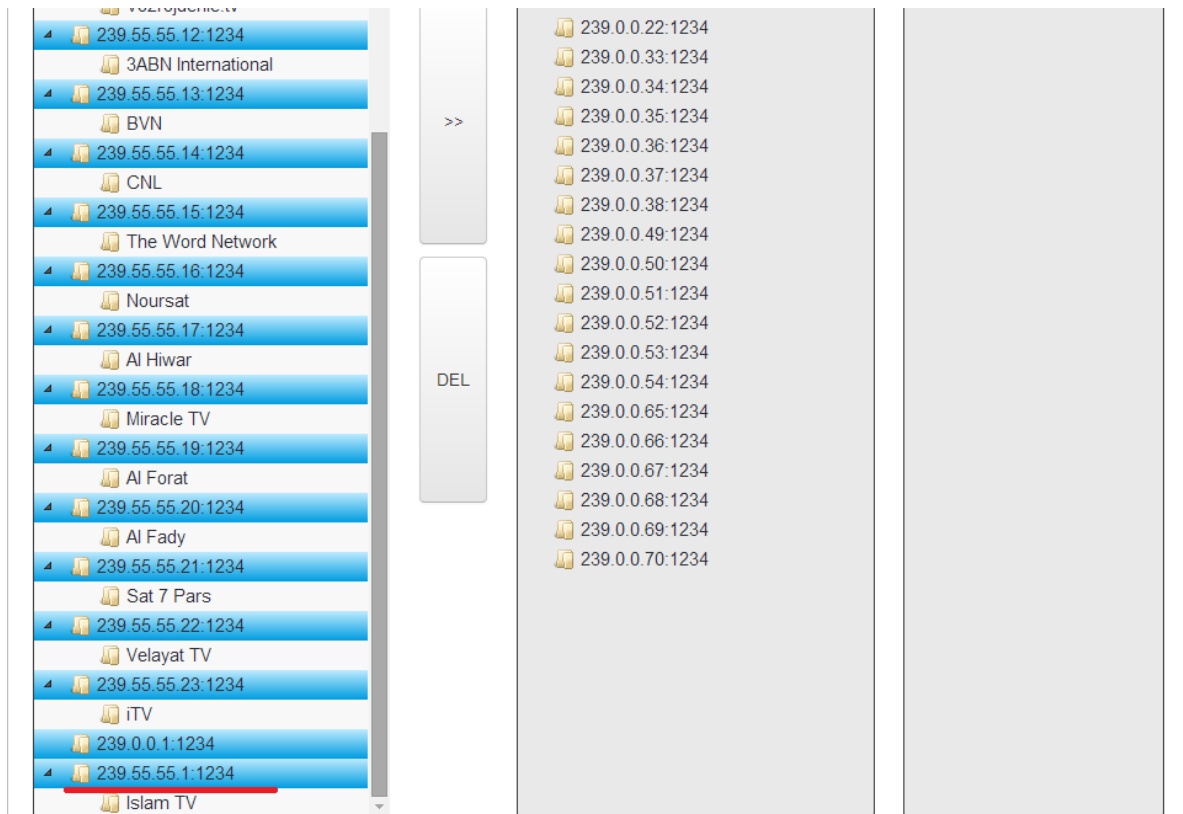 239.55.55.12:1234
3ABN International
239.55.55.13:1234
BVN
239.55.55.14:1234
CNL
239.55.55.15:1234
The Word Network
239.55.55.16:1234
Noursat
239.55.55.17:1234
Al Hiwar
239.55.55.18:1234
Miracle TV
239.55.55.19:1234
Al Forat
239.55.55.20:1234
Al Fady
239.55.55.21:1234
Sat 7 Pars
239.55.55.22:1234
Velayat TV
239.55.55.23:1234
iTV
239.0.0.1:1234
239.55.55.1:1234
Islam TV
>>
DEL
239.0.0.22:1234
239.0.0.33:1234
239.0.0.34:1234
239.0.0.35:1234
239.0.0.36:1234
239.0.0.37:1234
239.0.0.38:1234
239.0.0.49:1234
239.0.0.50:1234
239.0.0.51:1234
239.0.0.52:1234
239.0.0.53:1234
239.0.0.54:1234
239.0.0.65:1234
239.0.0.66:1234
239.0.0.67:1234
239.0.0.68:1234
239.0.0.69:1234
239.0.0.70:1234